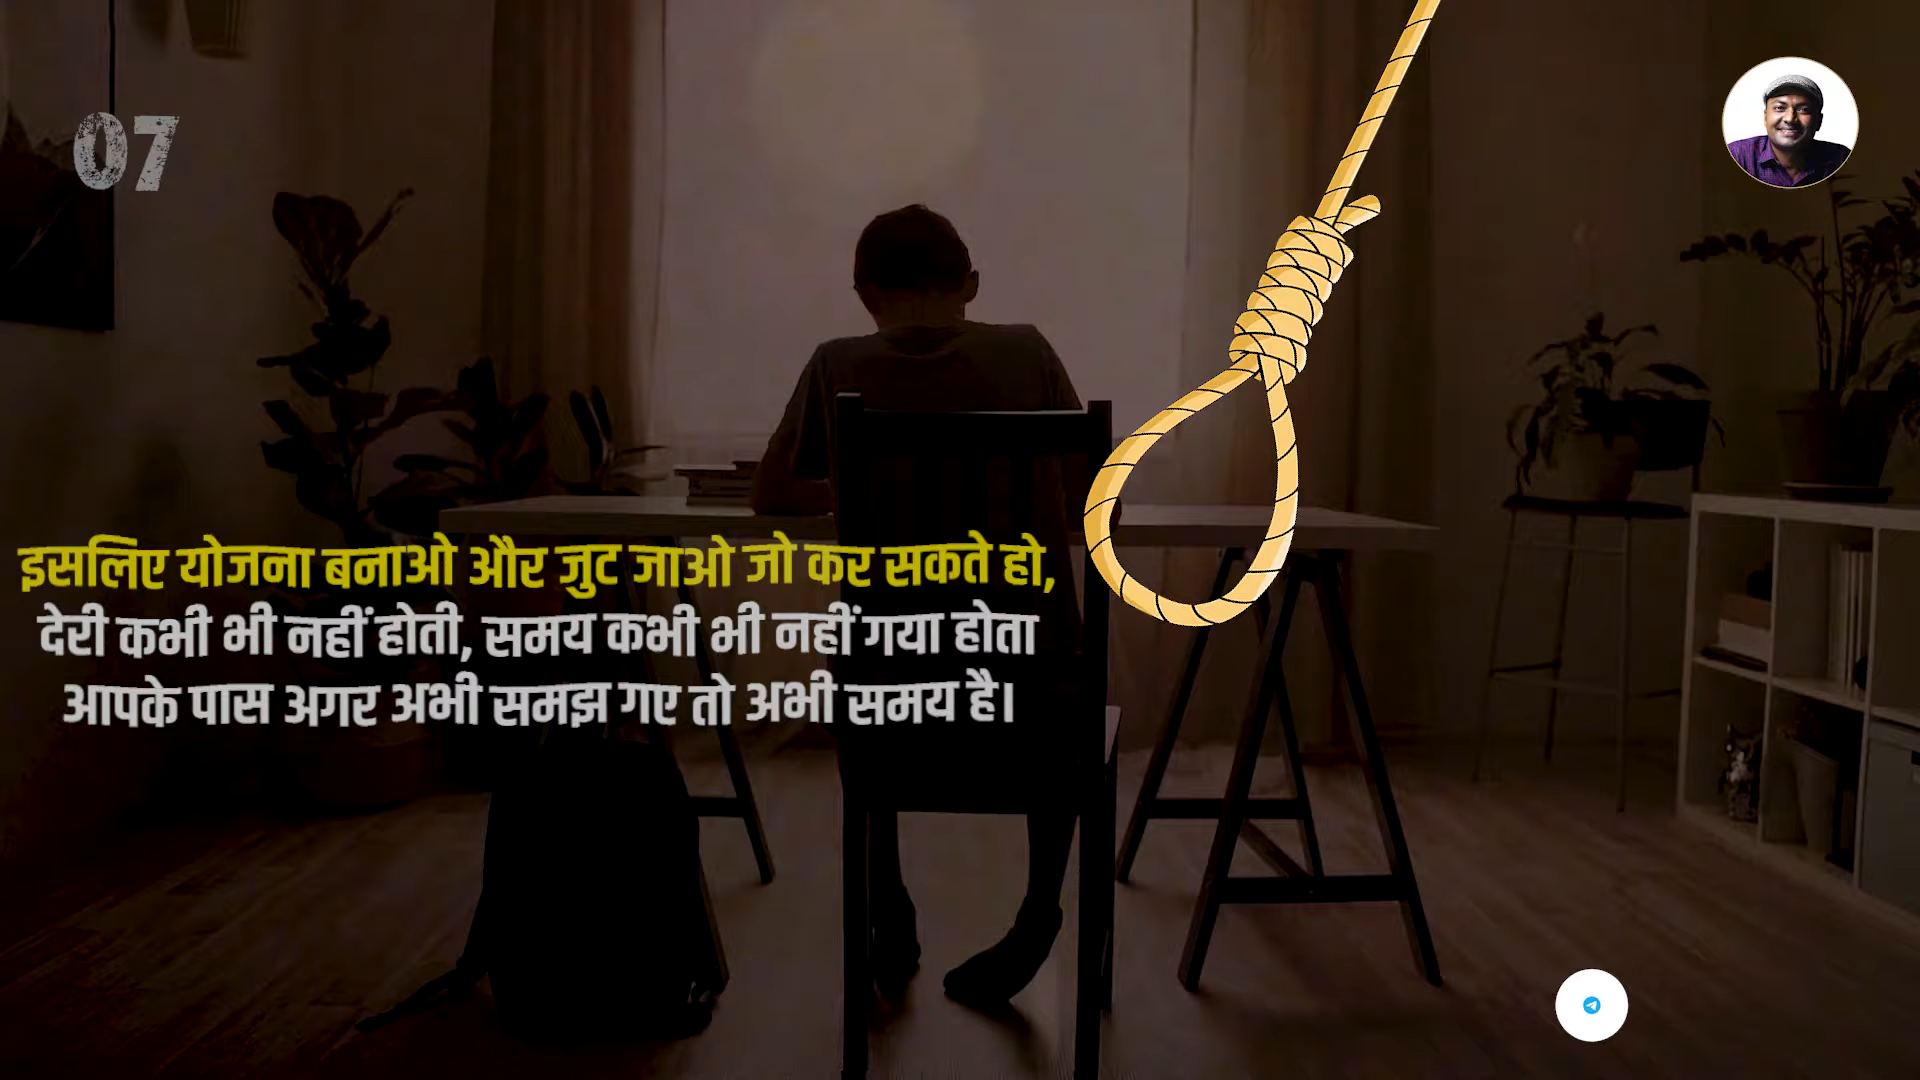 07
इसलिए योजना बनाओ और जुट जाओ जो कर सकते हो,
देरी कभी भी नहीं होती, समय कभी भी नहीं गया होता
आपके पास अगर अभी समझ गए तो अभी समय है।